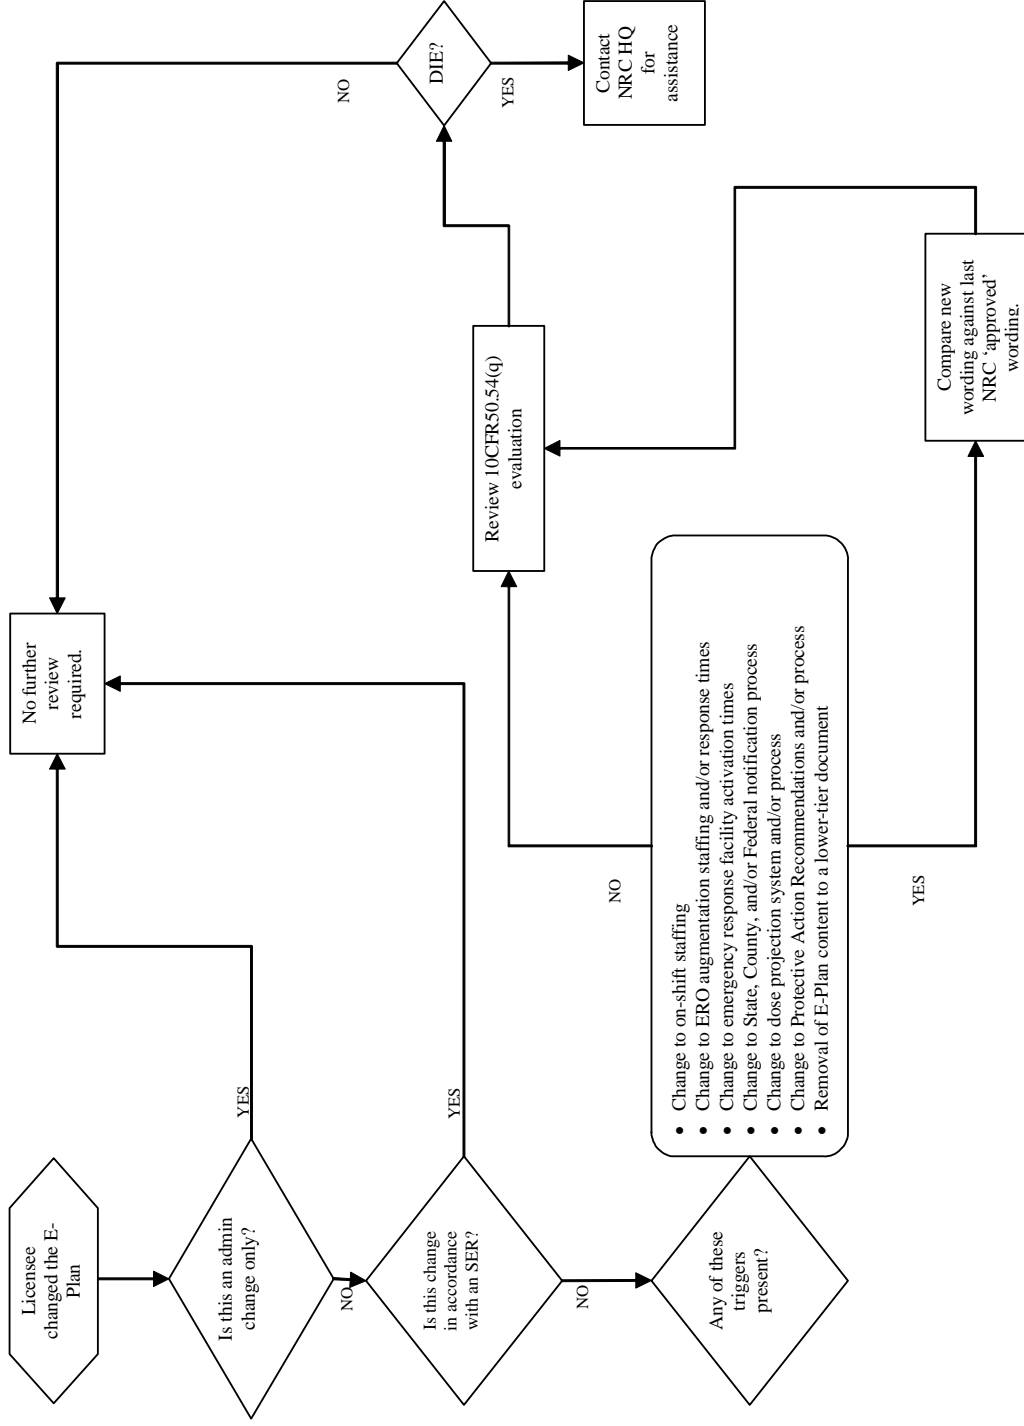 Licensee
changed the E-
Plan
Is this an admin
change only?
YES
NO
Is this change
in accordance
with an SER?
YES
NO
Any of these
triggers
present?
• Change to on-shift staffing
• Change to ERO augmentation staffing and/or response times
• Change to emergency response facility activation times
• Change to State, County, and/or Federal notification process
• Change to dose projection system and/or process
• Change to Protective Action Recommendations and/or process
• Removal of E-Plan content to a lower-tier document
NO
YES
No further
review
required.
Review 10CFR50.54(q)
evaluation
Compare new
wording against last
NRC ‘approved’
wording.
DIE?
NO
YES
Contact
NRC HQ
for
assistance